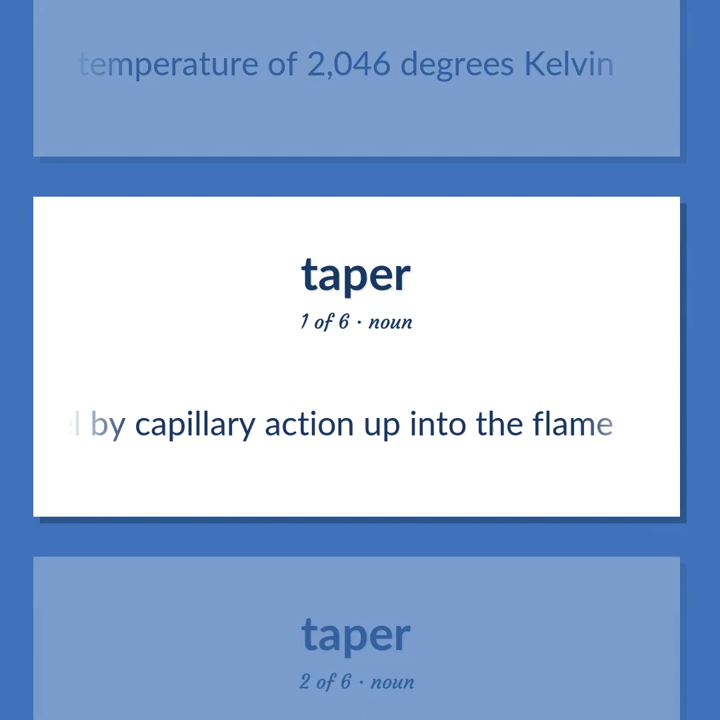 temperature of 2,046 degrees Kelvin
taper
1 of 6 · noun
by capillary action up into the flame
taper
2 of 6 · noun